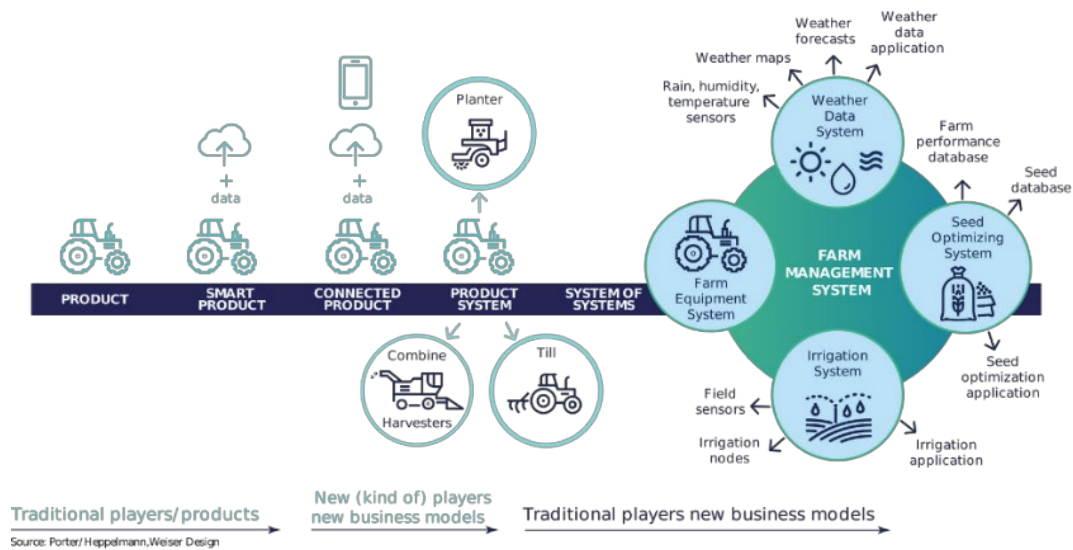 Weather
forecasts
Weather
data
application
Weather maps
Rain, humidity,
temperature
sensors
Weather
Data
System
Planter
Farm
performance
database
Seed
database
+
data
+
data
Seed
Optimizing
System
FARM
MANAGEMENT
SYSTEM
Farm
Equipment
System
PRODUCT
SMART
PRODUCT
CONNECTED
PRODUCT
PRODUCT
SYSTEM
SYSTEM OF
SYSTEMS
Combine
Harvesters
Till
Irrigation
System
Seed
optimization
application
Field
sensors
Irrigation
nodes
Irrigation
application
Traditional players/products
New (kind of) players
new business models
Traditional players new business models
Source: Porter/Heppelmann,Weiser Design